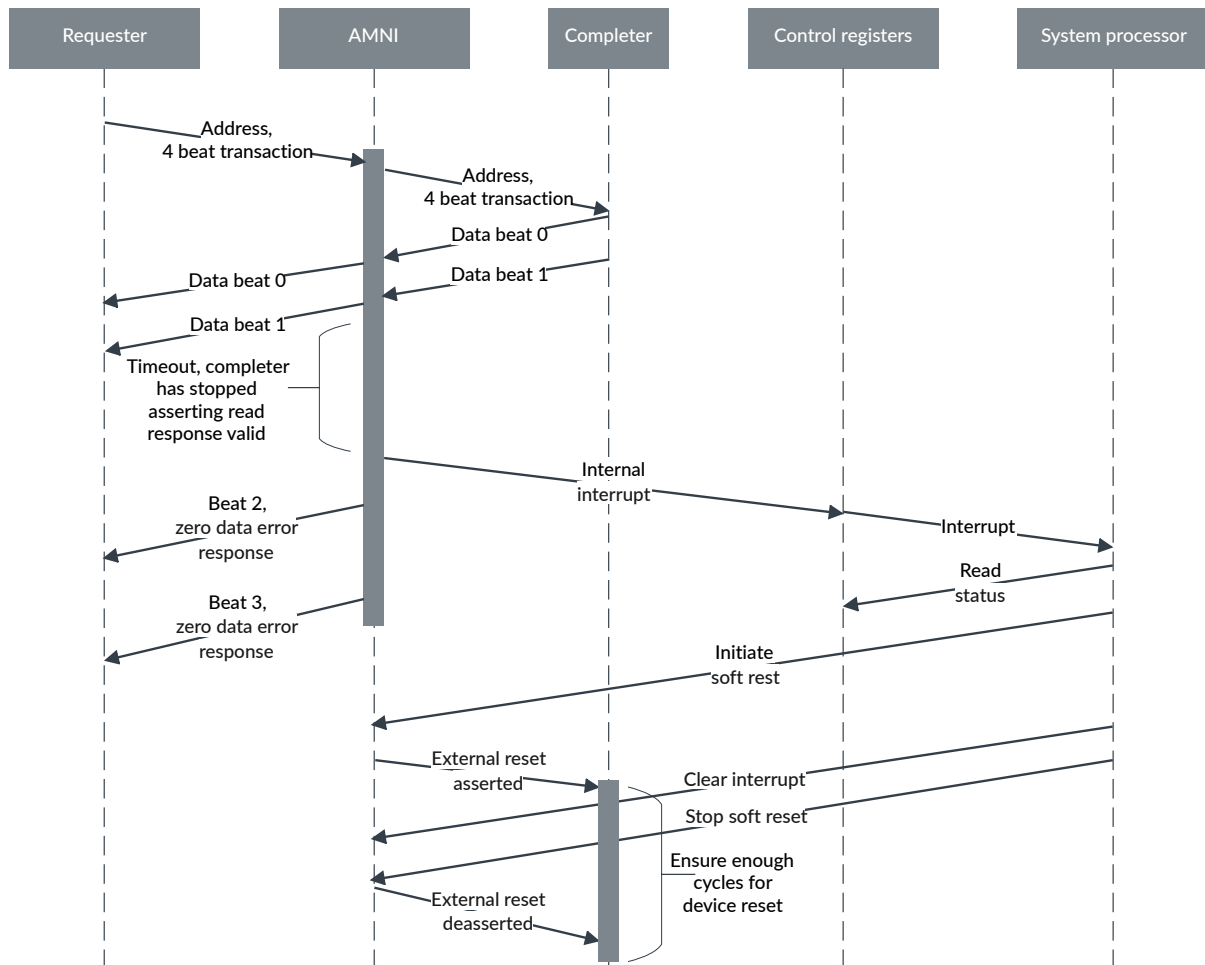 Requester
AMNI
Completer
Control registers
System processor
Address,
4 beat transaction
Address,
4 beat transaction
Data beat 0
Data beat 1
Data beat 0
Data beat 1
Timeout, completer
has stopped
asserting read
response valid
Internal
interrupt
Beat 2,
zero data error
response
Interrupt
Read
status
Beat 3,
zero data error
response
Initiate
soft rest
External reset
asserted
Clear interrupt
Stop soft reset
Ensure enough
cycles for
device reset
External reset
deasserted